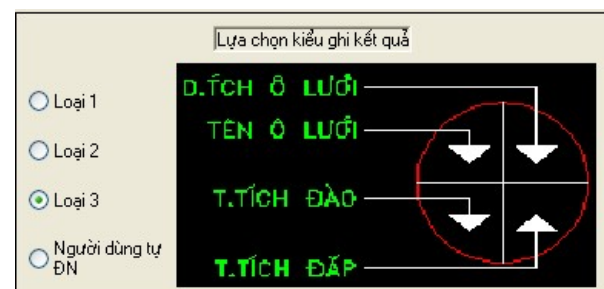 Lựa chọn kiểu ghi kết quả
Loại 1
Loại 2
Loại 3
Người dùng tự
ĐN
D.TÍCH Ô LƯỚI
TÊN Ô LƯỚI
T.TÍCH ĐÀO
T.TÍCH ĐẮP